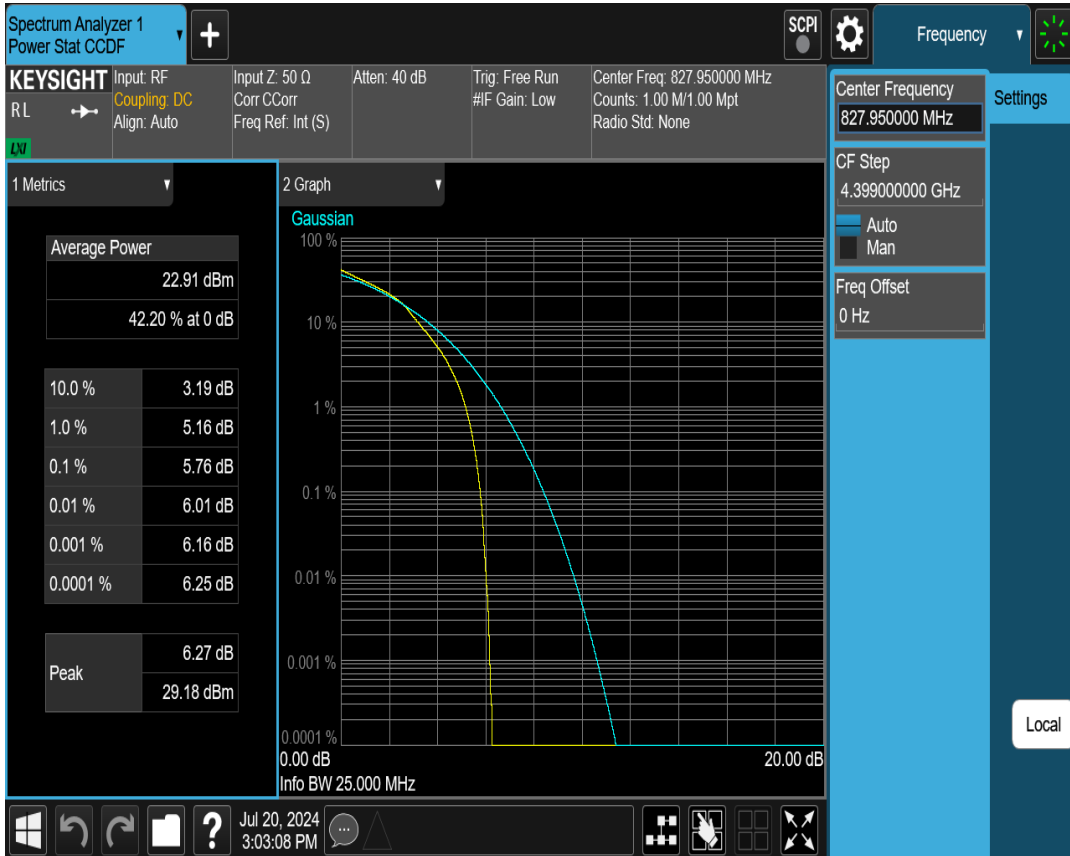 Spectrum Analyzer 1
Power Stat CCDF
SCPI
Frequency
KEYSIGHT
RL
LXI
Input: RF
Coupling: DC
Align: Auto
Input Z: 50 Ω
Corr CCorr
Freq Ref: Int (S)
Atten: 40 dB
Trig: Free Run
#IF Gain: Low
Center Freq: 827.950000 MHz
Counts: 1.00 M/1.00 Mpt
Radio Std: None
Center Frequency
827.950000 MHz
Settings
CF Step
4.399000000 GHz
Auto
Man
Freq Offset
0 Hz
1 Metrics
Average Power
22.91 dBm
42.20 % at 0 dB
10.0 % 3.19 dB
1.0 % 5.16 dB
0.1 % 5.76 dB
0.01 % 6.01 dB
0.001 % 6.16 dB
0.0001 % 6.25 dB
Peak
6.27 dB
29.18 dBm
2 Graph
Gaussian
100 %
10 %
1 %
0.1 %
0.01 %
0.001 %
0.0001 %
0.00 dB 20.00 dB
Info BW 25.000 MHz
Local
?
Jul 20, 2024
3:03:08 PM